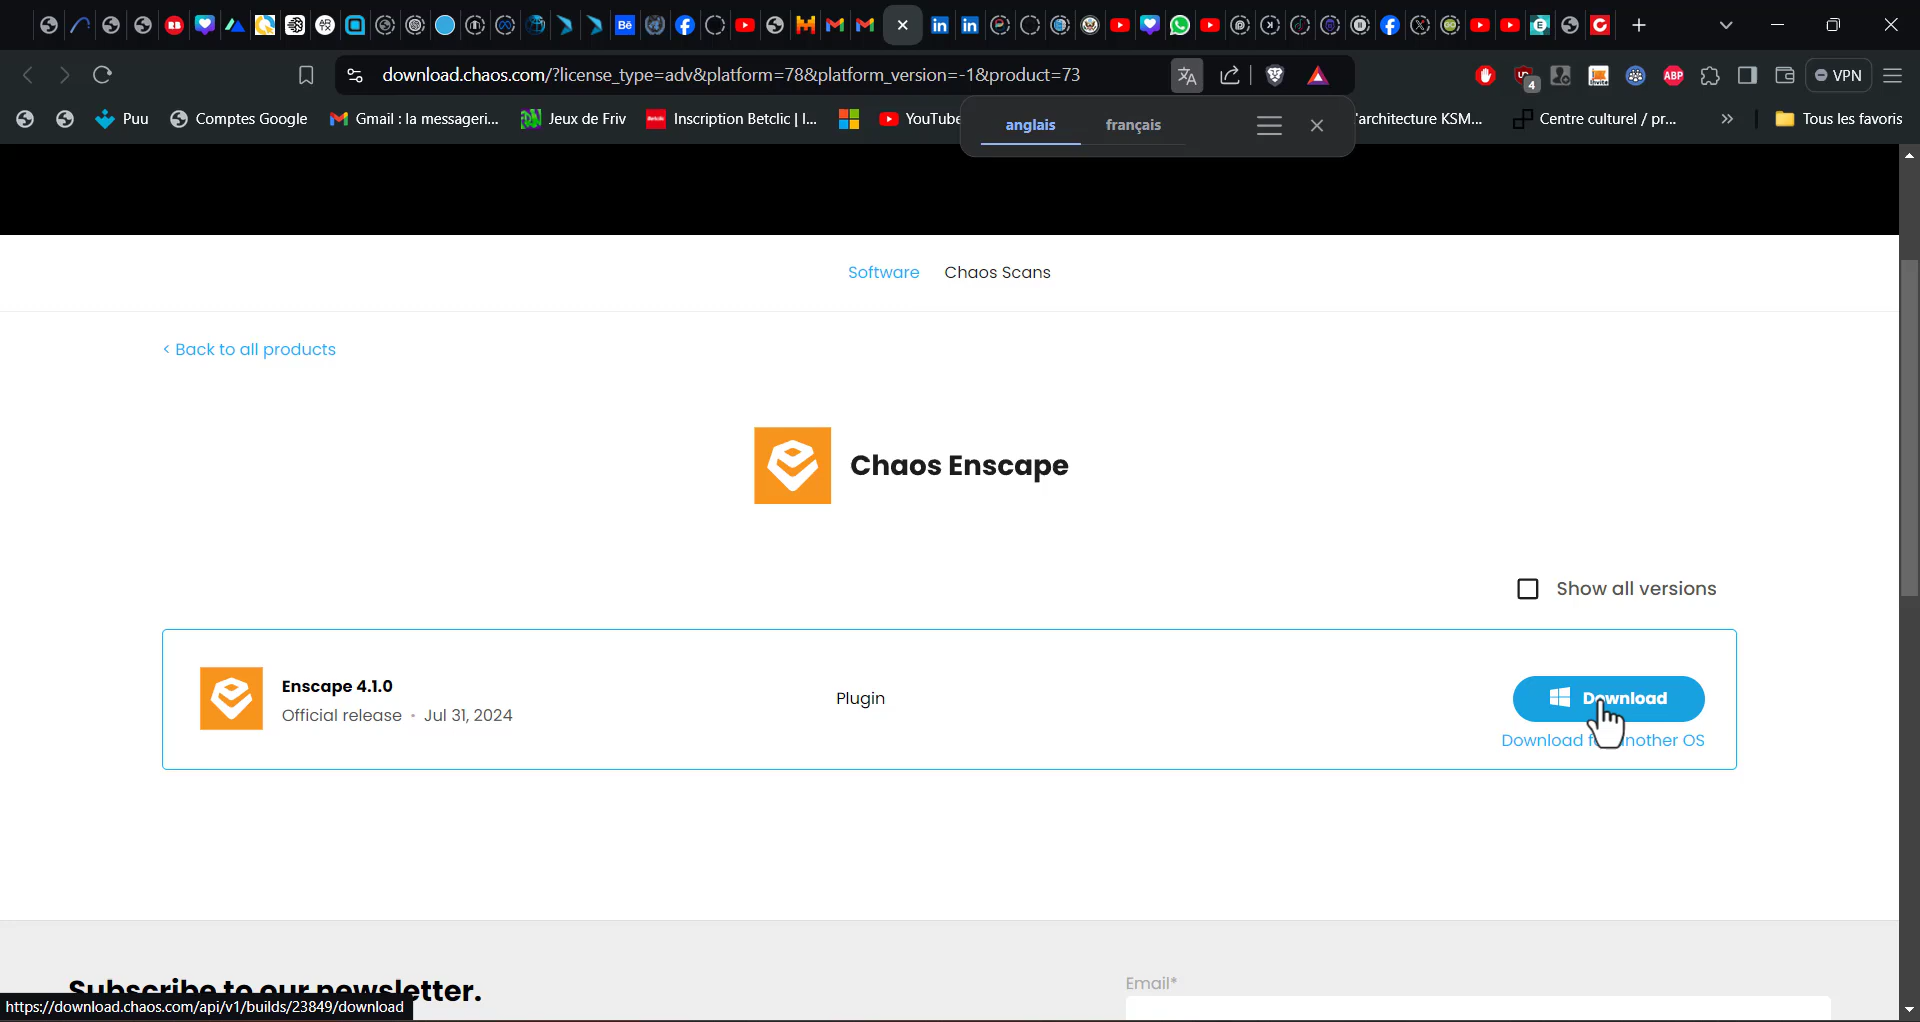 download.chaos.com/?license_type=adv&platform=78&platform_version=-1&product=73
VPN
Puu
Comptes Google
Gmail : la messageri...
Jeux de Friv
Inscription Betclic | l...
YouTube
anglais
français
'architecture KSM...
Centre culturel / pr...
Tous les favoris
Software
Chaos Scans
< Back to all products
Chaos Enscape
Show all versions
Enscape 4.1.0
Official release • Jul 31, 2024
Plugin
Download
Download for another OS
Subscribe to our newsletter.
Email*
https://download.chaos.com/api/v1/builds/23849/download